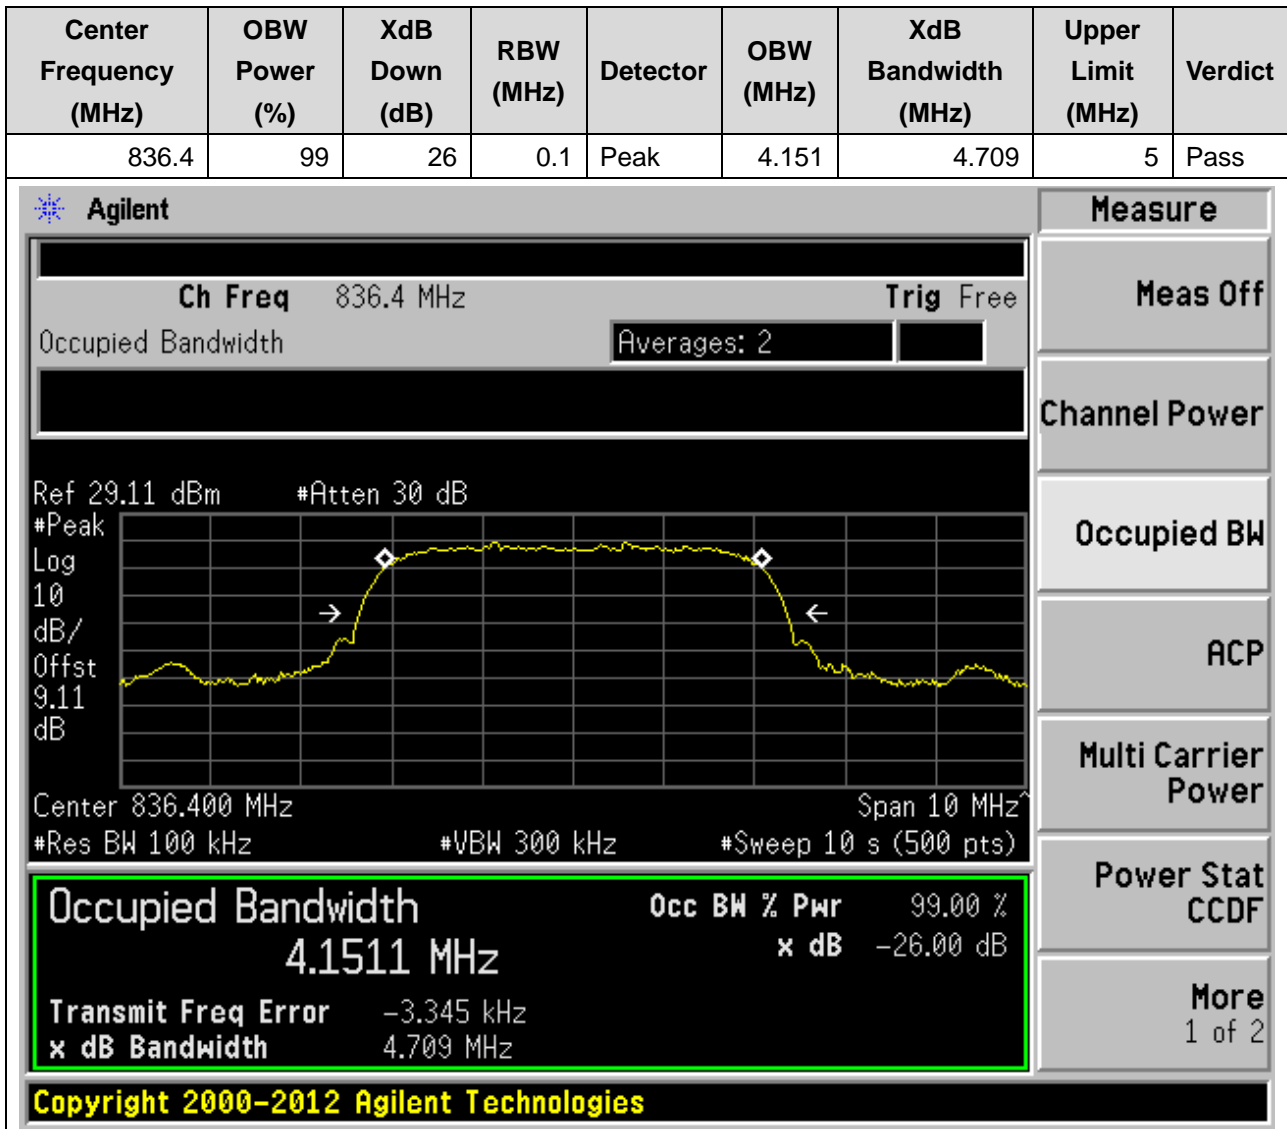 Center Frequency (MHz) OBW Power (%) XdB Down (dB) RBW (MHz) Detector OBW (MHz) XdB Bandwidth (MHz) Upper Limit (MHz) Verdict
836.4 99 26 0.1 Peak 4.151 4.709 5 Pass
Agilent
Measure
Ch Freq 836.4 MHz Trig Free
Occupied Bandwidth Averages: 2
Meas Off
Channel Power
Occupied BW
ACP
Multi Carrier
Power
Power Stat
CCDF
More
1 of 2
Ref 29.11 dBm #Atten 30 dB
#Peak
Log
10
dB/
Offst
9.11
dB
Center 836.400 MHz Span 10 MHz^
#Res BW 100 kHz #VBW 300 kHz #Sweep 10 s (500 pts)
Occupied Bandwidth Occ BW % Pwr 99.00 %
4.1511 MHz x dB -26.00 dB
Transmit Freq Error -3.345 kHz
x dB Bandwidth 4.709 MHz
Copyright 2000-2012 Agilent Technologies